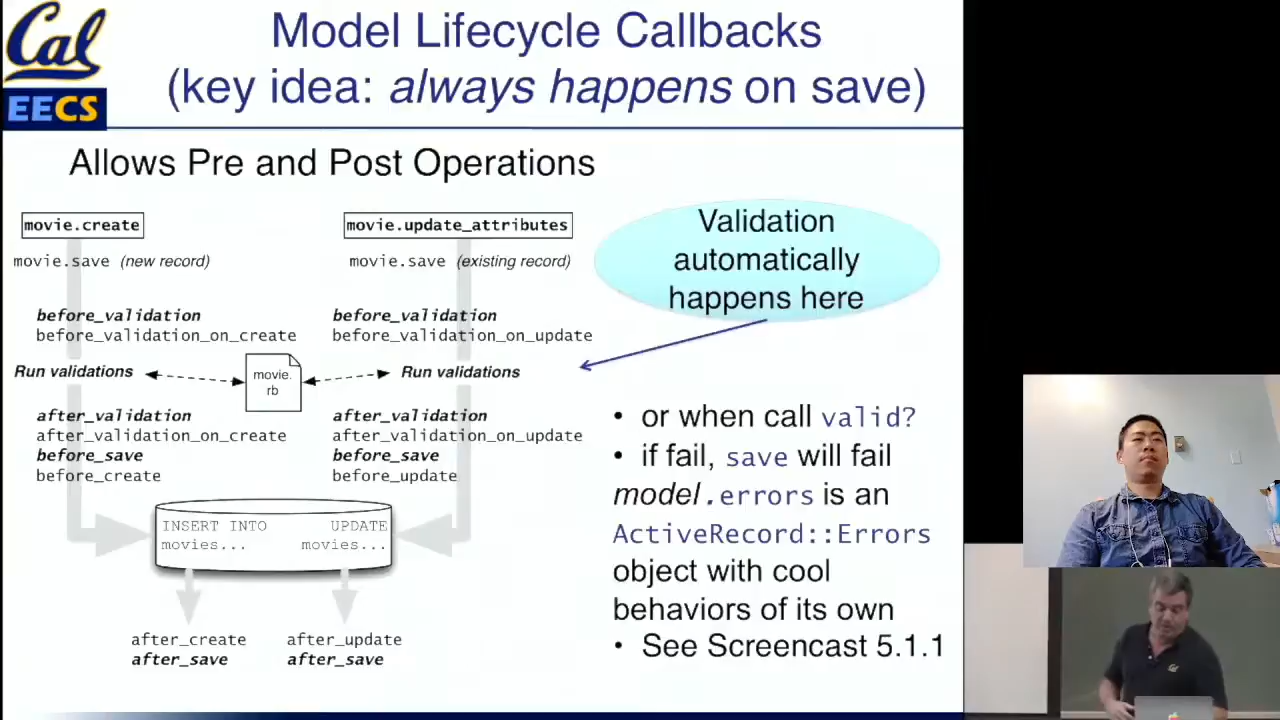 Cal
EECS
Model Lifecycle Callbacks
(key idea: always happens on save)
Allows Pre and Post Operations
movie.create
movie.save (new record)
before_validation
before_validation_on_create
Run validations
after_validation
after_validation_on_create
before_save
before_create
movie.
rb
movie.update_attributes
movie.save (existing record)
before_validation
before_validation_on_update
Run validations
after_validation
after_validation_on_update
before_save
before_update
INSERT INTO
movies...
UPDATE
movies...
after_create
after_save
after_update
after_save
Validation
automatically
happens here
• or when call valid?
• if fail, save will fail
model.errors is an
ActiveRecord::Errors
object with cool
behaviors of its own
• See Screencast 5.1.1
Cal